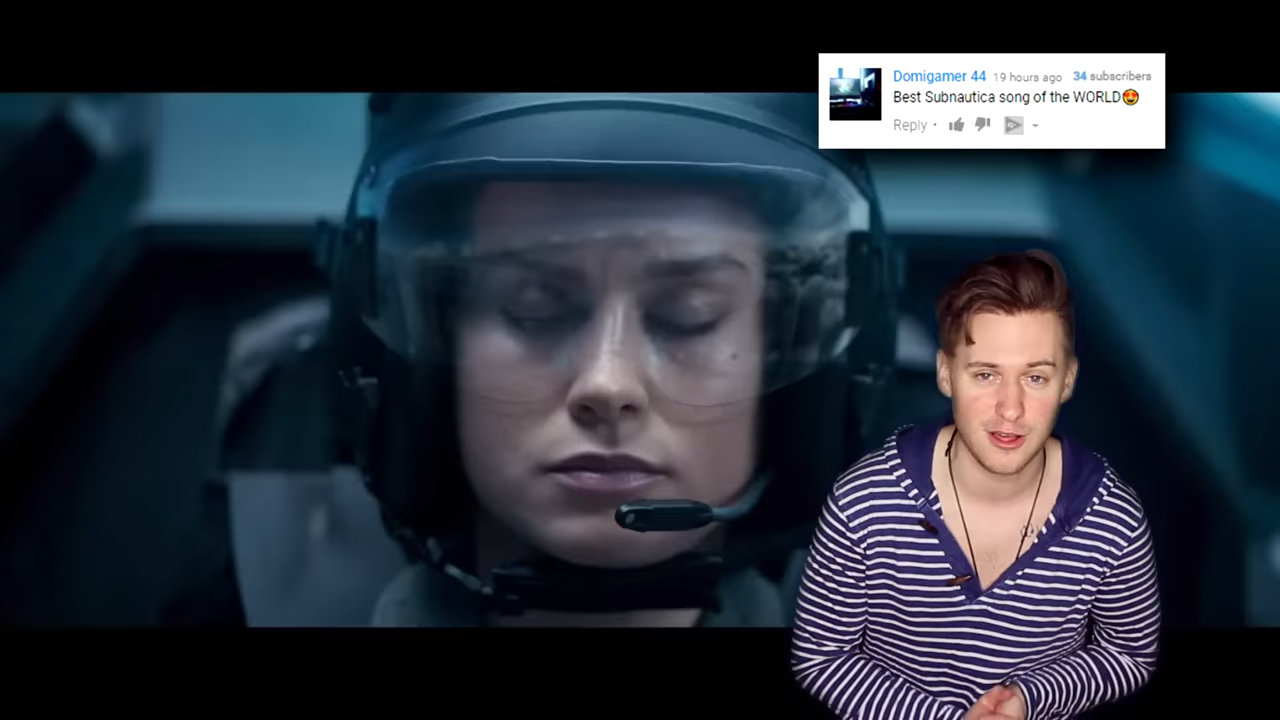 Domigamer 44 19 hours ago 34 subscribers
Best Subnautica song of the WORLD😍
Reply •